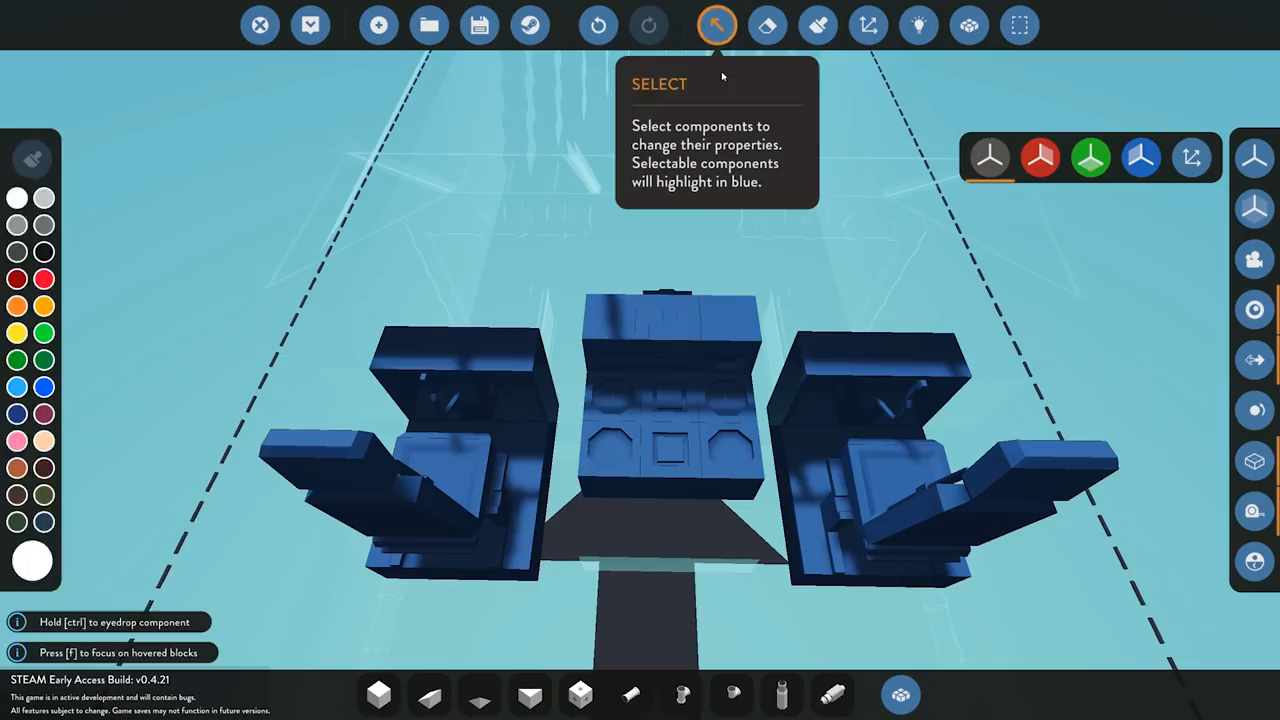 SELECT
Select components to
change their properties.
Selectable components
will highlight in blue.
Hold [ctrl] to eyedrop component
Press [f] to focus on hovered blocks
STEAM Early Access Build: v0.4.21
This game is in active development and will contain bugs.
All features subject to change. Game saves may not function in future versions.